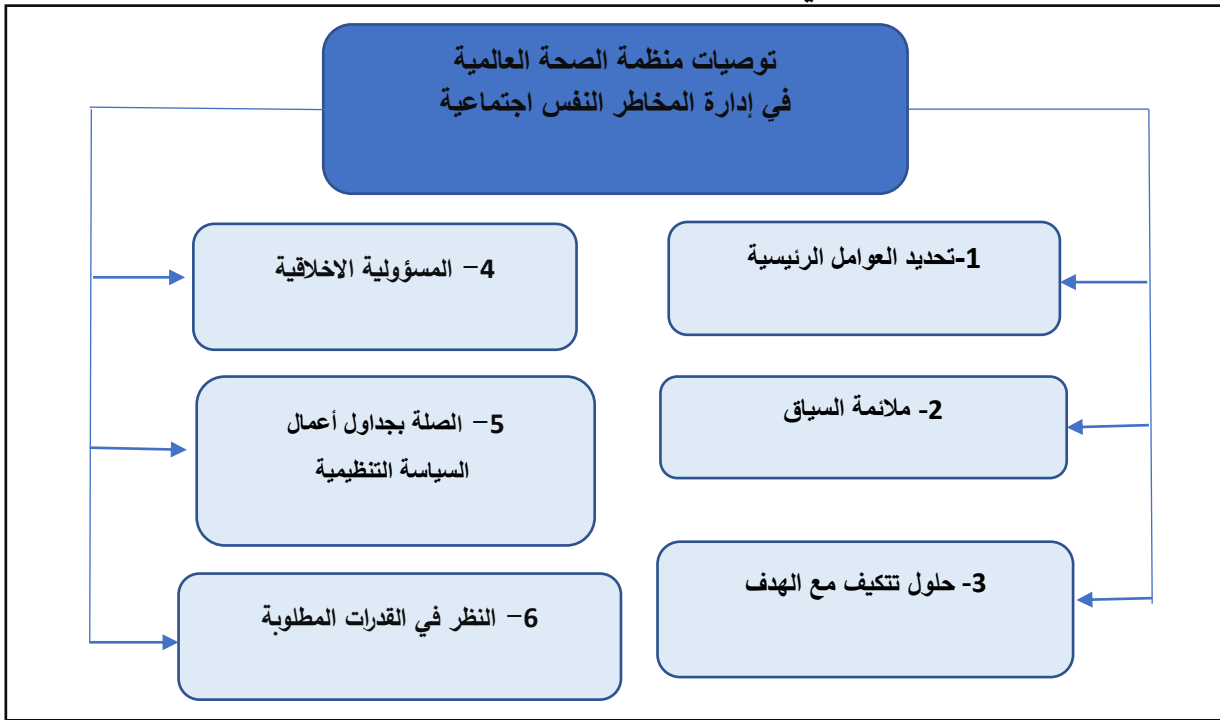 توصيات منظمة الصحة العالمية
في إدارة المخاطر النفس اجتماعية
1-تحديد العوامل الرئيسية
2- ملائمة السياق
3- حلول تتكيف مع الهدف
4– المسؤولية الاخلاقية
5– الصلة بجداول أعمال
السياسة التنظيمية
6– النظر في القدرات المطلوبة